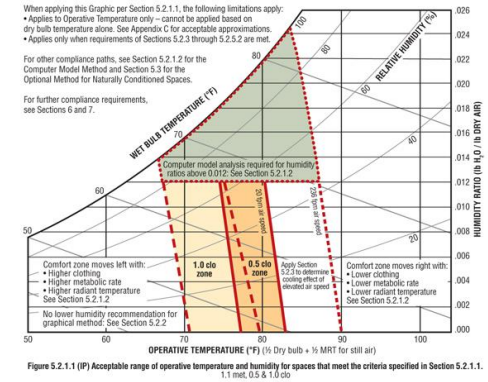 When applying this Graphic per Section 5.2.1.1, the following limitations apply:
• Applies to Operative Temperature only – cannot be applied based on
dry bulb temperature alone. See Appendix C for acceptable approximations.
• Applies only when requirements of Sections 5.2.3 through 5.2.5.2 are met.
For other compliance paths, see Section 5.1.1.2 for the
Computer Model Method and Section 5.3 for the
Optional Method for Naturally Conditioned Spaces.
For further compliance requirements,
see Sections 6 and 7.
WET BULB TEMPERATURE (°F)
50
60
70
80
100
80
60
40
20
RELATIVE HUMIDITY (%)
.026
.024
.022
.020
.018
.016
.014
.012
.010
.008
.006
.004
.002
.000
HUMIDITY RATIO (lb H₂O / lb DRY AIR)
Computer model analysis required for humidity
ratios above 0.012: See Section 5.2.1.2
20 fpm air speed
236 fpm air speed
Comfort zone moves left with:
• Higher clothing
• Higher metabolic rate
• Higher radiant temperature
See Section 5.2.1.2
1.0 clo
zone
0.5 clo
zone
Apply Section
5.2.3 to determine
cooling effect of
elevated air speed
Comfort zone moves right with:
• Lower clothing
• Lower metabolic rate
• Lower radiant temperature
See Section 5.2.1.2
No lower humidity recommendation for
graphical method: See Section 5.2.2
50
60
70
80
90
100
OPERATIVE TEMPERATURE (°F) (½ Dry bulb + ½ MRT for still air)
Figure 5.2.1.1 (IP) Acceptable range of operative temperature and humidity for spaces that meet the criteria specified in Section 5.2.1.1.
1.1 met, 0.5 & 1.0 clo